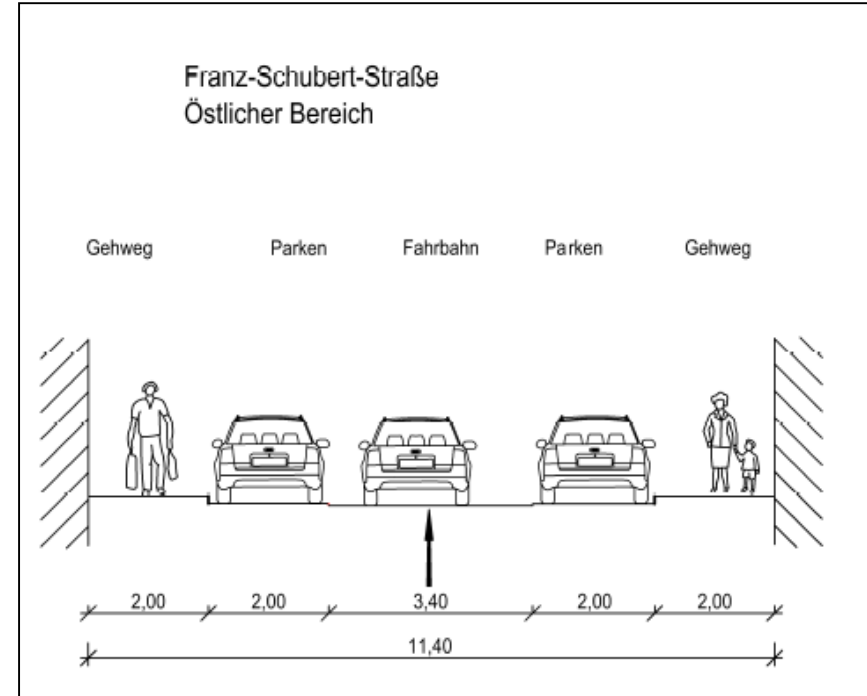 Franz-Schubert-Straße
Östlicher Bereich
Gehweg Parken Fahrbahn Parken Gehweg
2,00 2,00 3,40 2,00 2,00
11,40